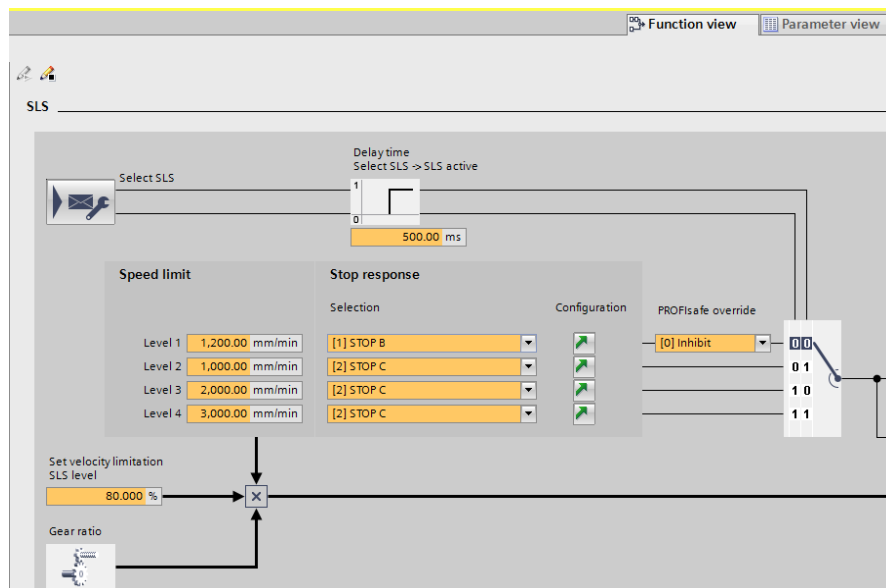 Function view
Parameter view
SLS
Delay time
Select SLS -> SLS active
Select SLS
1
0
500.00 ms
Speed limit
Stop response
Selection
Configuration
PROFIsafe override
Level 1 1,200.00 mm/min [1] STOP B [0] Inhibit 0 0
Level 2 1,000.00 mm/min [2] STOP C 0 1
Level 3 2,000.00 mm/min [2] STOP C 1 0
Level 4 3,000.00 mm/min [2] STOP C 1 1
Set velocity limitation
SLS level
80.000 %
Gear ratio